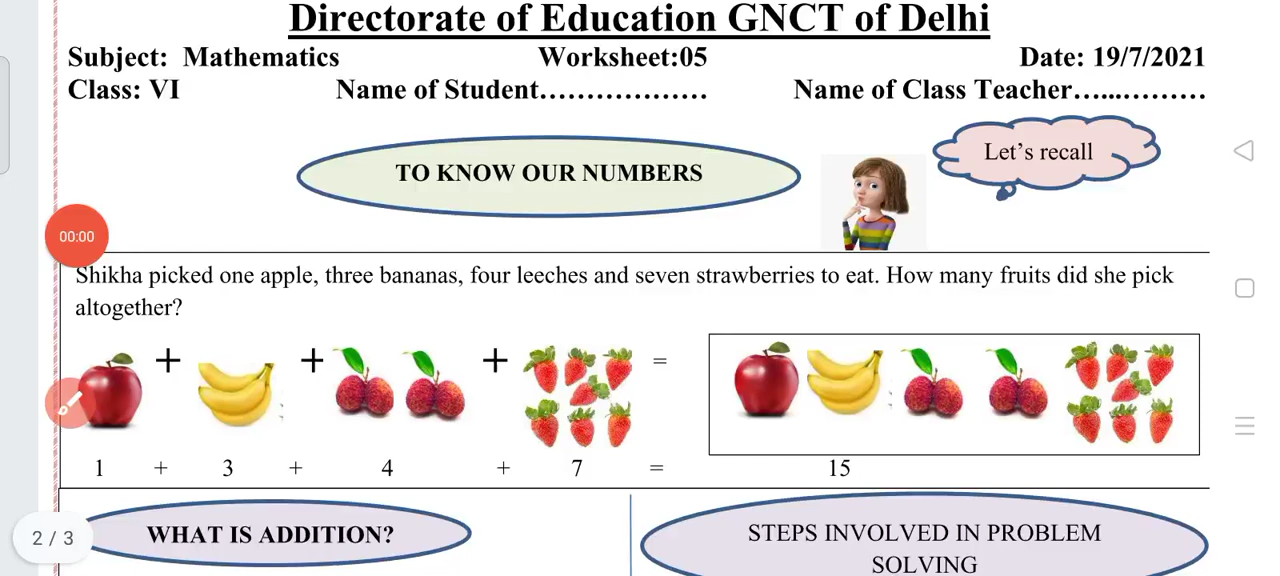 Directorate of Education GNCT of Delhi
Subject: Mathematics Worksheet:05 Date: 19/7/2021
Class: VI Name of Student.................. Name of Class Teacher...............
TO KNOW OUR NUMBERS
Let’s recall
00:00
Shikha picked one apple, three bananas, four leeches and seven strawberries to eat. How many fruits did she pick
altogether?
+ + + =
1 + 3 + 4 + 7 = 15
WHAT IS ADDITION?
STEPS INVOLVED IN PROBLEM
SOLVING
2 / 3